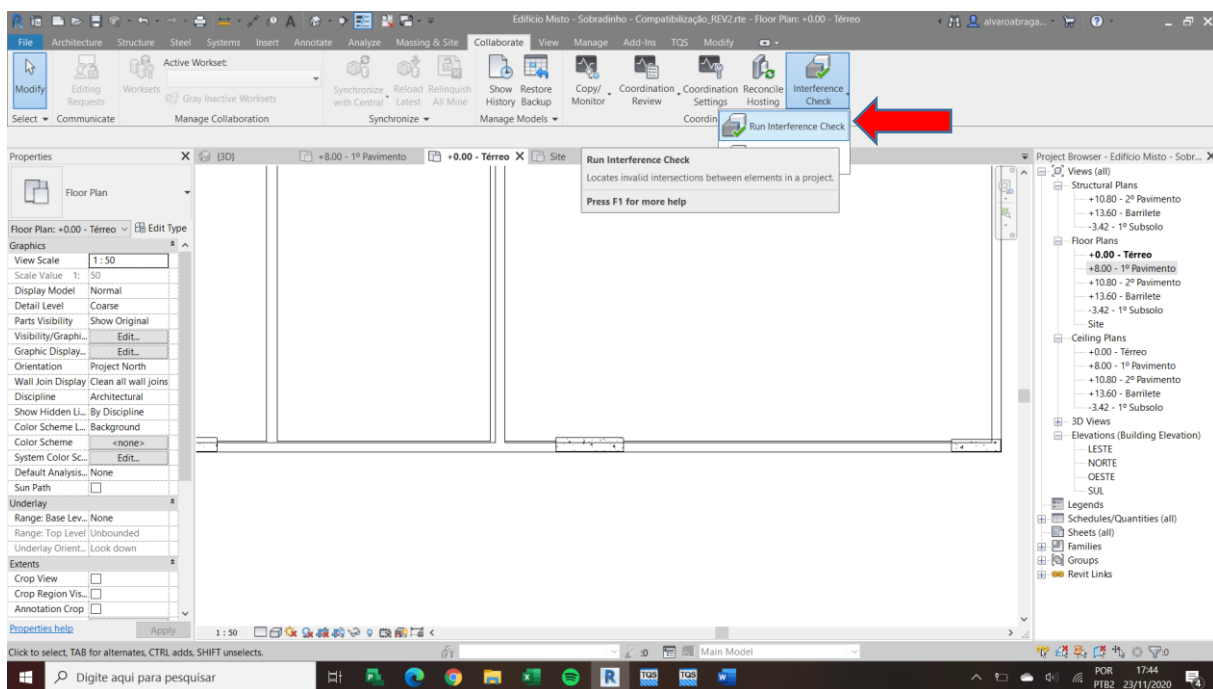 Edifício Misto - Sobradinho - Compatibilização_REV2.rte - Floor Plan: +0.00 - Térreo
alvaroabraga...
File Architecture Structure Steel Systems Insert Annotate Analyze Massing & Site Collaborate View Manage Add-Ins TQS Modify
Modify
Editing Requests
Worksets
Active Workset:
Gray Inactive Worksets
Synchronize with Central
Reload Latest
Relinquish All Mine
Show History
Restore Backup
Copy/ Monitor
Coordination Review
Coordination Settings
Reconcile Hosting
Interference Check
Select Communicate Manage Collaboration Synchronize Manage Models Coordin
Run Interference Check
Properties
(3D)
+8.00 - 1º Pavimento
+0.00 - Térreo
Site
Run Interference Check
Locates invalid intersections between elements in a project.
Press F1 for more help
Floor Plan
Floor Plan: +0.00 - Térreo
Edit Type
Graphics
View Scale 1 : 50
Scale Value 1: 50
Display Model Normal
Detail Level Coarse
Parts Visibility Show Original
Visibility/Graphi... Edit...
Graphic Display... Edit...
Orientation Project North
Wall Join Display Clean all wall joins
Discipline Architectural
Show Hidden Li... By Discipline
Color Scheme L... Background
Color Scheme <none>
System Color Sc... Edit...
Default Analysis... None
Sun Path
Underlay
Range: Base Lev... None
Range: Top Level Unbounded
Underlay Orient... Look down
Extents
Crop View
Crop Region Vis...
Annotation Crop
Properties help
Apply
1 : 50
Project Browser - Edifício Misto - Sobr...
Views (all)
Structural Plans
+10.80 - 2º Pavimento
+13.60 - Barrilete
-3.42 - 1º Subsolo
Floor Plans
+0.00 - Térreo
+8.00 - 1º Pavimento
+10.80 - 2º Pavimento
+13.60 - Barrilete
-3.42 - 1º Subsolo
Site
Ceiling Plans
+0.00 - Térreo
+8.00 - 1º Pavimento
+10.80 - 2º Pavimento
+13.60 - Barrilete
-3.42 - 1º Subsolo
3D Views
Elevations (Building Elevation)
LESTE
NORTE
OESTE
SUL
Legends
Schedules/Quantities (all)
Sheets (all)
Families
Groups
Revit Links
Click to select, TAB for alternates, CTRL adds, SHIFT unselects.
:0
Main Model
:0
Digite aqui para pesquisar
TQS
TQS
POR
PTB2
17:44
23/11/2020